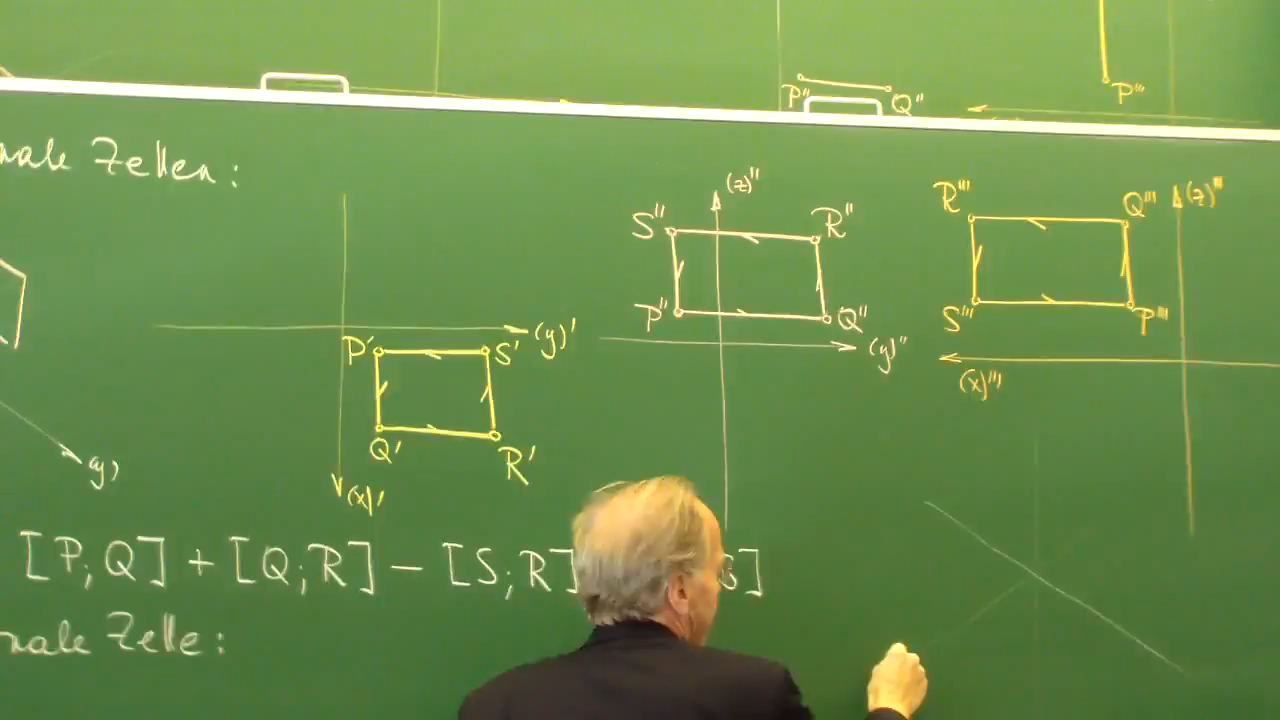 P" Q" P'''
nale Zellen:
(z)"
S" R"
P" Q"
(y)"
R''' Q''' (z)'''
S''' P'''
(x)'''
(y)'
P' S'
Q' R'
(x)'
y)
[P;Q] + [Q;R] - [S;R]
nale Zelle: